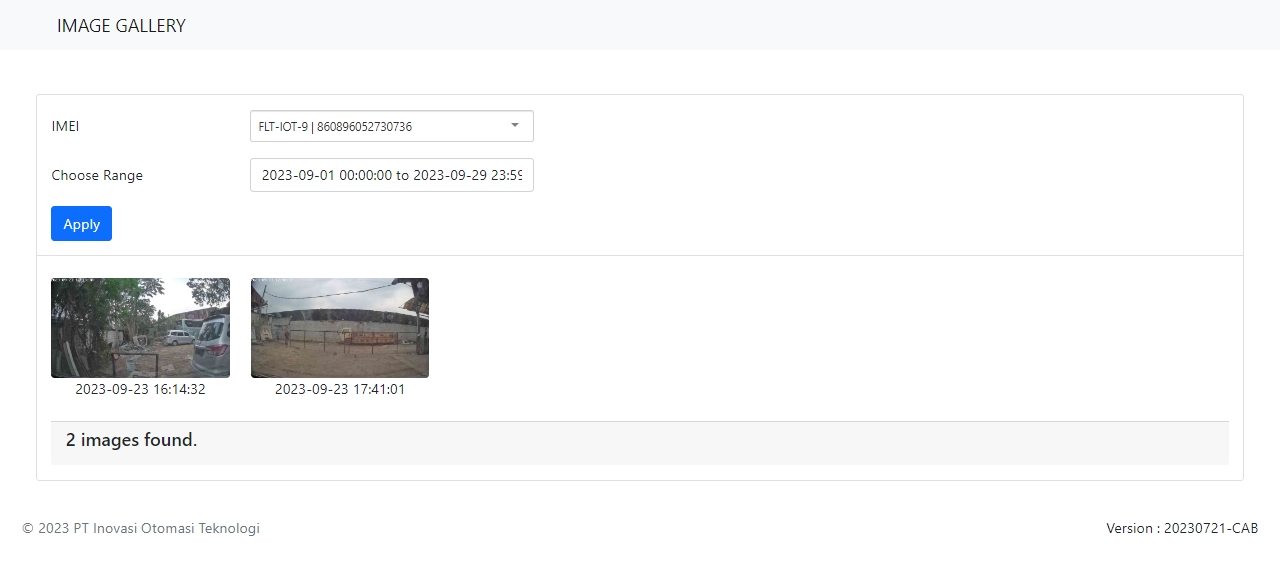 IMAGE GALLERY
IMEI
FLT-IOT-9 | 860896052730736
Choose Range
2023-09-01 00:00:00 to 2023-09-29 23:59
Apply
2023-09-23 16:14:32
2023-09-23 17:41:01
2 images found.
© 2023 PT Inovasi Otomasi Teknologi
Version : 20230721-CAB